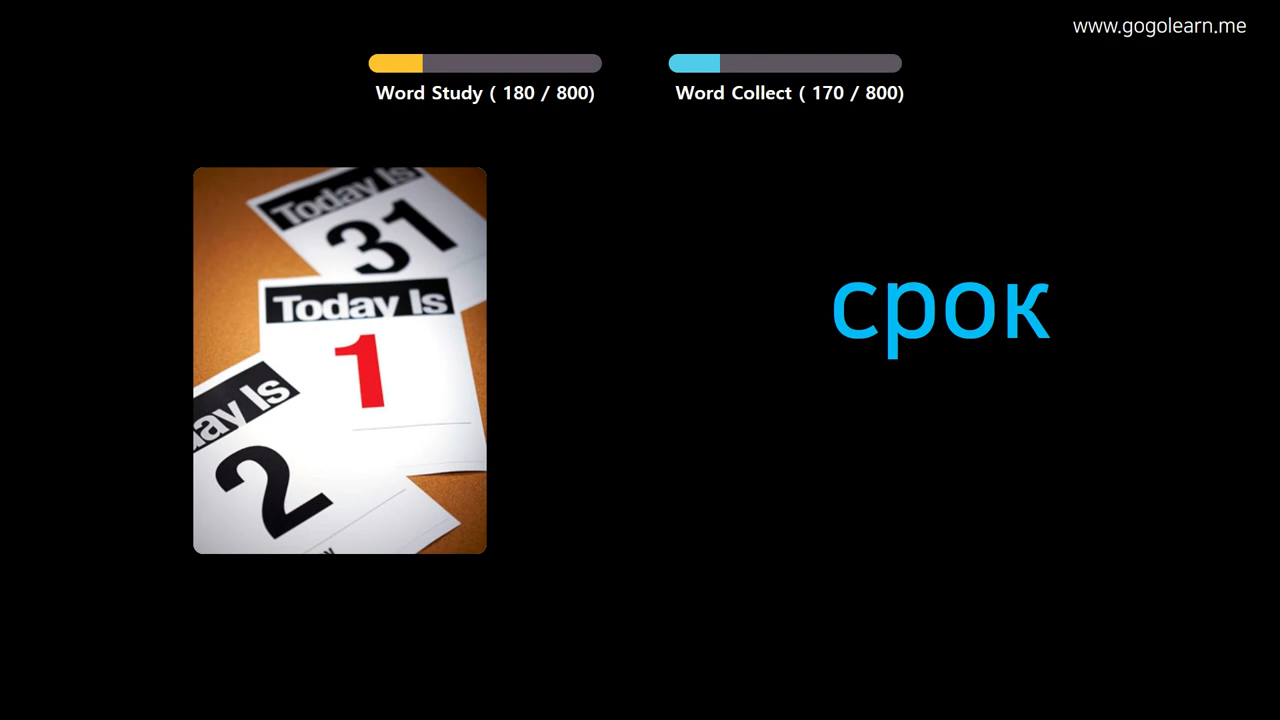 www.gogolearn.me
Word Study ( 180 / 800)
Word Collect ( 170 / 800)
Today Is
31
Today Is
1
ay Is
2
срок